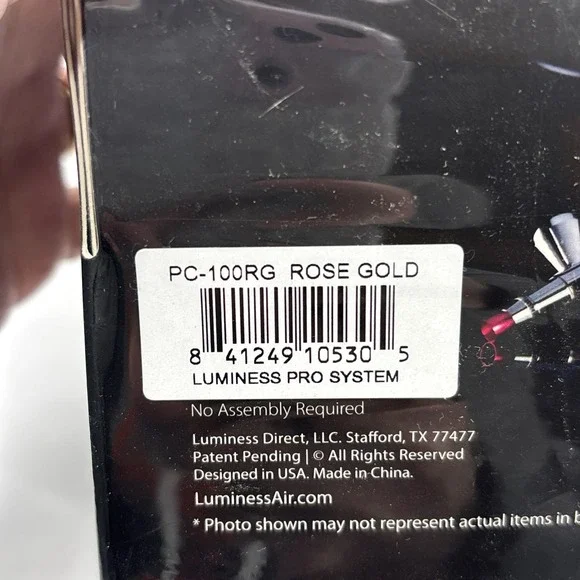 PC-100RG ROSE GOLD
8 41249 10530 5
LUMINESS PRO SYSTEM
No Assembly Required
Luminess Direct, LLC. Stafford, TX 77477
Patent Pending | © All Rights Reserved
Designed in USA. Made in China.
LuminessAir.com
* Photo shown may not represent actual items in